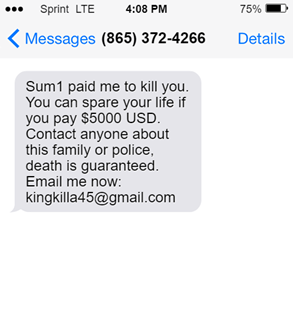 Sprint LTE 4:08 PM 75%
Messages (865) 372-4266 Details
Sum1 paid me to kill you.
You can spare your life if
you pay $5000 USD.
Contact anyone about
this family or police,
death is guaranteed.
Email me now:
kingkilla45@gmail.com